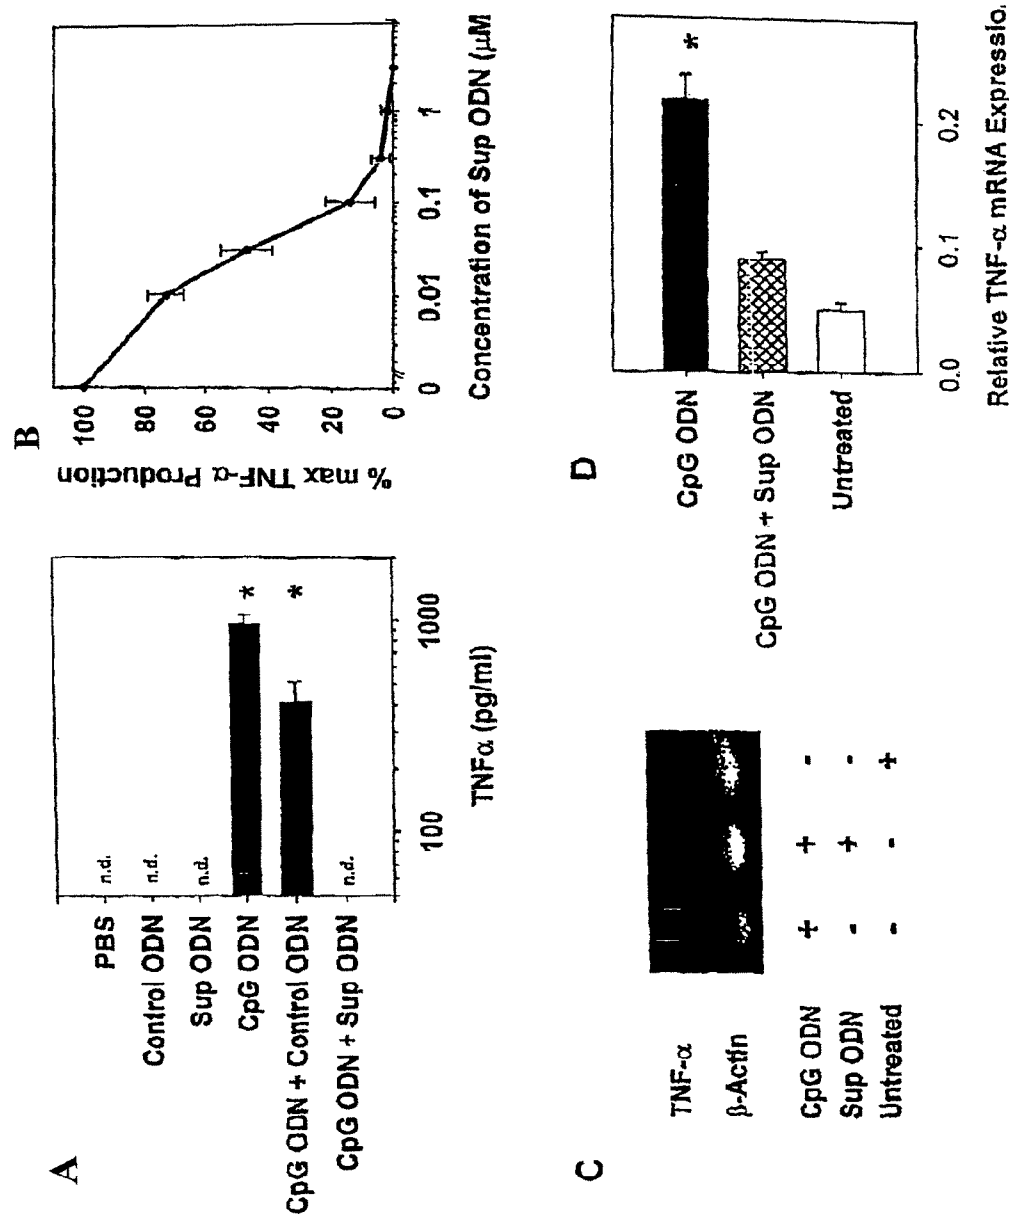 A
PBS n.d.
Control ODN n.d.
Sup ODN n.d.
CpG ODN *
CpG ODN + Control ODN *
CpG ODN + Sup ODN n.d.
100 1000
TNFα (pg/ml)
B
% max TNF-α Production
100
80
60
40
20
0
0 0.01 0.1 1
Concentration of Sup ODN (μM
C
TNF-α
β-Actin
CpG ODN + + -
Sup ODN - + -
Untreated - - +
D
CpG ODN *
CpG ODN + Sup ODN
Untreated
0.0 0.1 0.2
Relative TNF-α mRNA Expressio